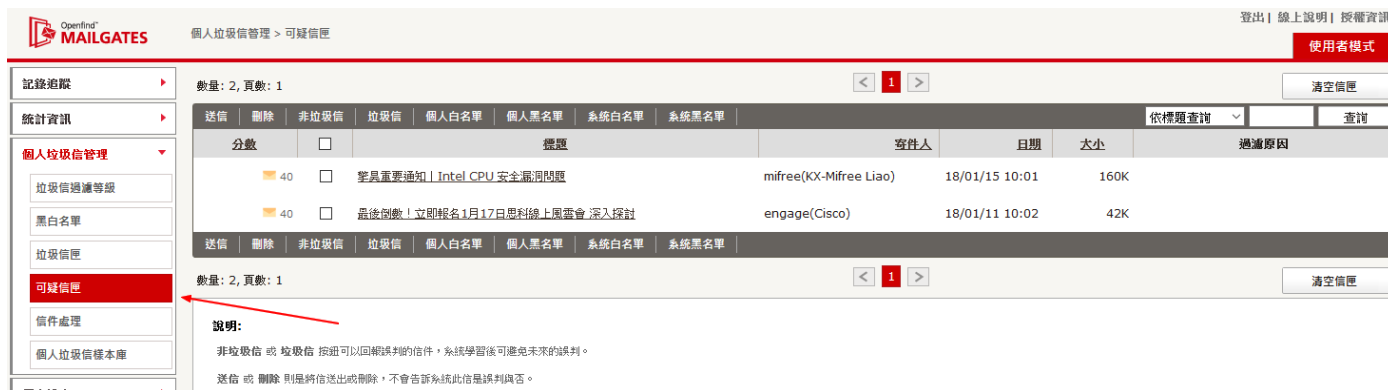 登出 | 線上說明 | 授權資訊
Openfind™
MAILGATES
個人垃圾信管理 > 可疑信匣
使用者模式
記錄追蹤
數量: 2, 頁數: 1
< 1 >
清空信匣
統計資訊
送信 刪除 非垃圾信 垃圾信 個人白名單 個人黑名單 系統白名單 系統黑名單
依標題查詢 查詢
個人垃圾信管理
分數 標題 寄件人 日期 大小 過濾原因
垃圾信過濾等級
40 擎昊重要通知 | Intel CPU 安全漏洞問題 mifree(KX-Mifree Liao) 18/01/15 10:01 160K
黑白名單
40 最後倒數！立即報名1月17日思科線上風雲會 深入探討 engage(Cisco) 18/01/11 10:02 42K
垃圾信匣
送信 刪除 非垃圾信 垃圾信 個人白名單 個人黑名單 系統白名單 系統黑名單
可疑信匣
數量: 2, 頁數: 1
< 1 >
清空信匣
信件處理
說明:
個人垃圾信樣本庫
非垃圾信 或 垃圾信 按鈕可以回報誤判的信件，系統學習後可避免未來的誤判。
送信 或 刪除 則是將信送出或刪除，不會告訴系統此信是誤判與否。